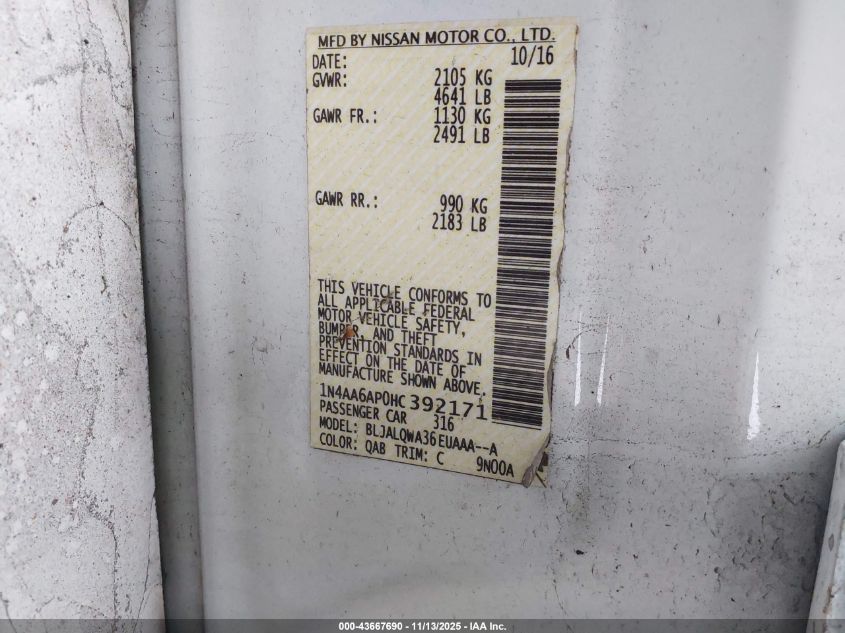 MFD BY NISSAN MOTOR CO., LTD.
DATE: 10/16
GVWR: 2105 KG
4641 LB
GAWR FR.: 1130 KG
2491 LB
GAWR RR.: 990 KG
2183 LB
THIS VEHICLE CONFORMS TO
ALL APPLICABLE FEDERAL
MOTOR VEHICLE SAFETY,
BUMPER, AND THEFT
PREVENTION STANDARDS IN
EFFECT ON THE DATE OF
MANUFACTURE SHOWN ABOVE.
1N4AA6AP0HC392171
PASSENGER CAR 316
MODEL: BLJALQWA36EUAAA--A
COLOR: QAB TRIM: C 9N00A
000-43667690 - 11/13/2025 - IAA Inc.